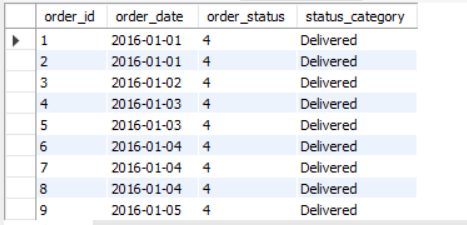 order_id order_date order_status status_category
1 2016-01-01 4 Delivered
2 2016-01-01 4 Delivered
3 2016-01-02 4 Delivered
4 2016-01-03 4 Delivered
5 2016-01-03 4 Delivered
6 2016-01-04 4 Delivered
7 2016-01-04 4 Delivered
8 2016-01-04 4 Delivered
9 2016-01-05 4 Delivered